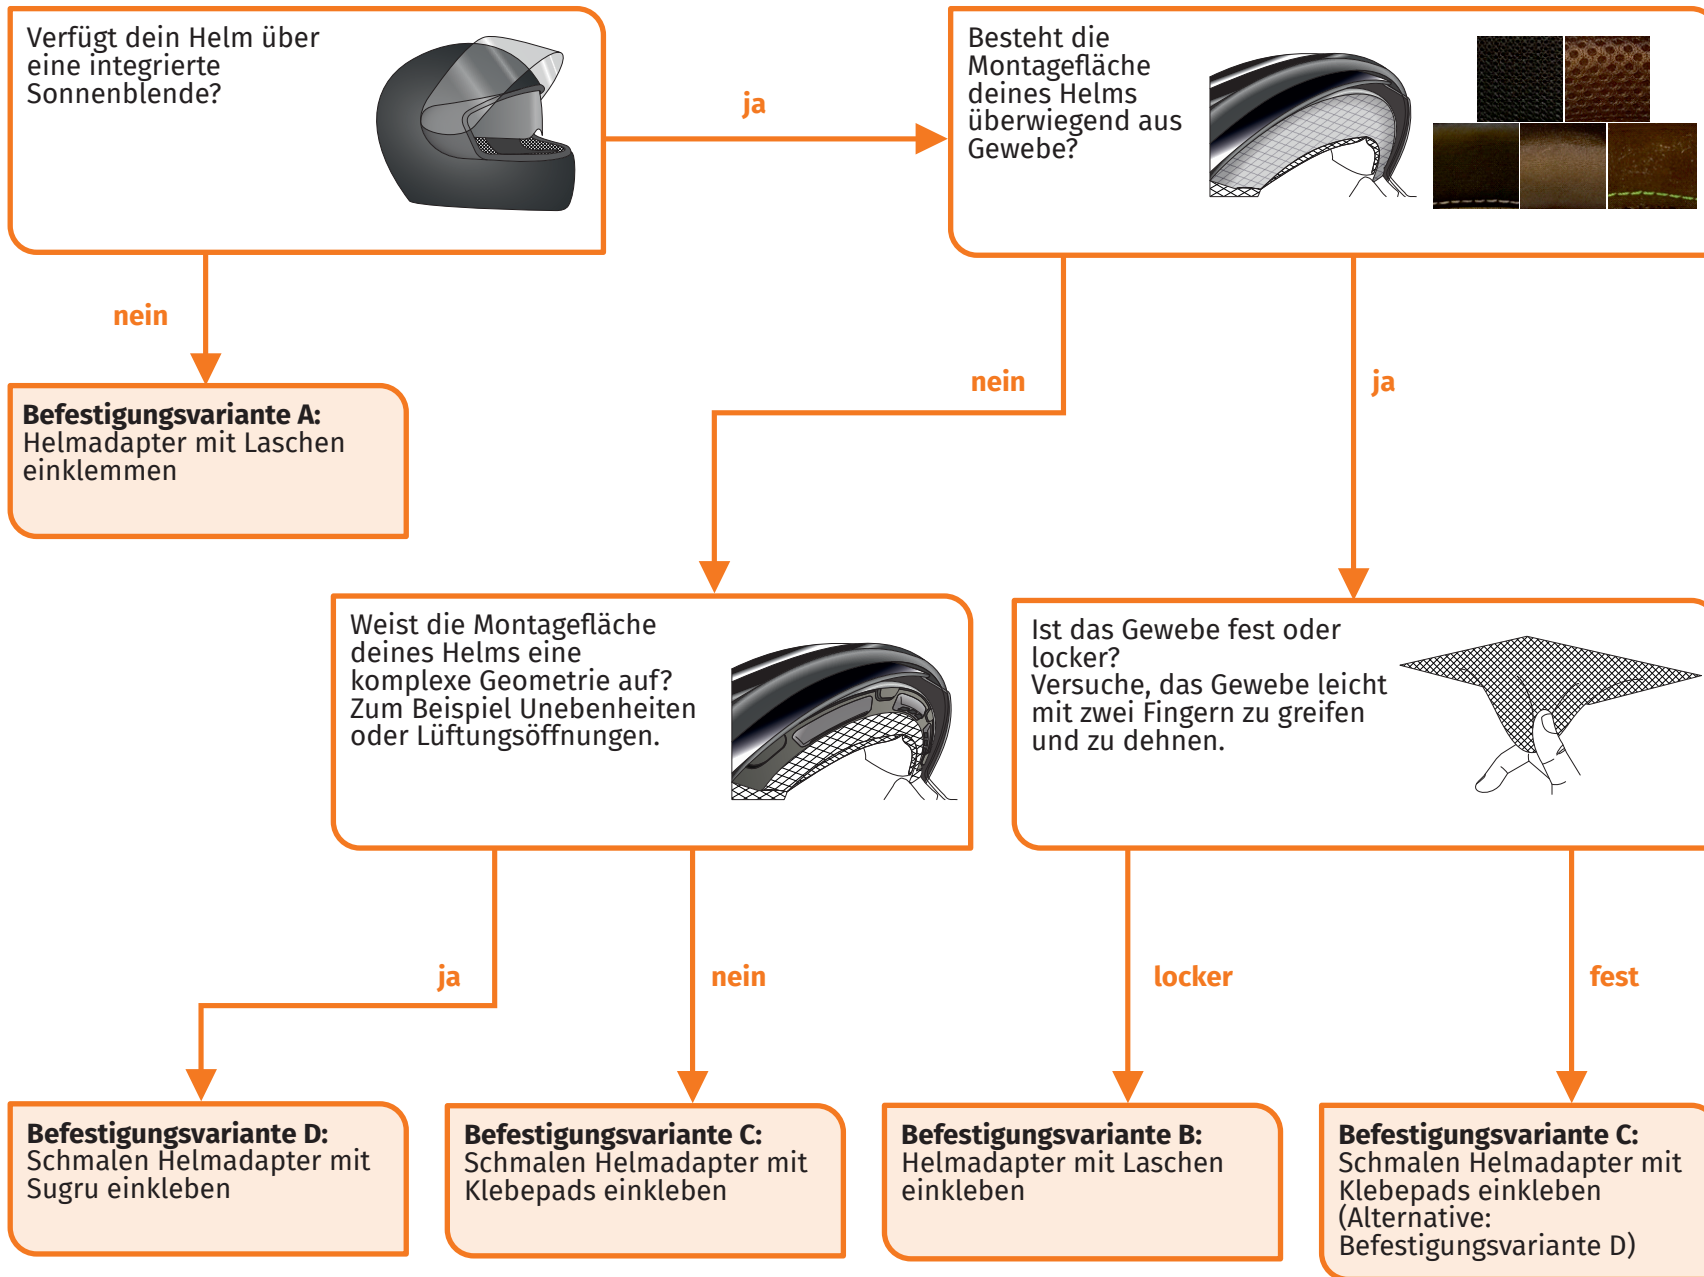 Verfügt dein Helm über
eine integrierte
Sonnenblende?
ja
Besteht die
Montagefläche
deines Helms
überwiegend aus
Gewebe?
nein
Befestigungsvariante A:
Helmadapter mit Laschen
einklemmen
nein
ja
Weist die Montagefläche
deines Helms eine
komplexe Geometrie auf?
Zum Beispiel Unebenheiten
oder Lüftungsöffnungen.
Ist das Gewebe fest oder
locker?
Versuche, das Gewebe leicht
mit zwei Fingern zu greifen
und zu dehnen.
ja
nein
locker
fest
Befestigungsvariante D:
Schmalen Helmadapter mit
Sugru einkleben
Befestigungsvariante C:
Schmalen Helmadapter mit
Klebepads einkleben
Befestigungsvariante B:
Helmadapter mit Laschen
einkleben
Befestigungsvariante C:
Schmalen Helmadapter mit
Klebepads einkleben
(Alternative:
Befestigungsvariante D)